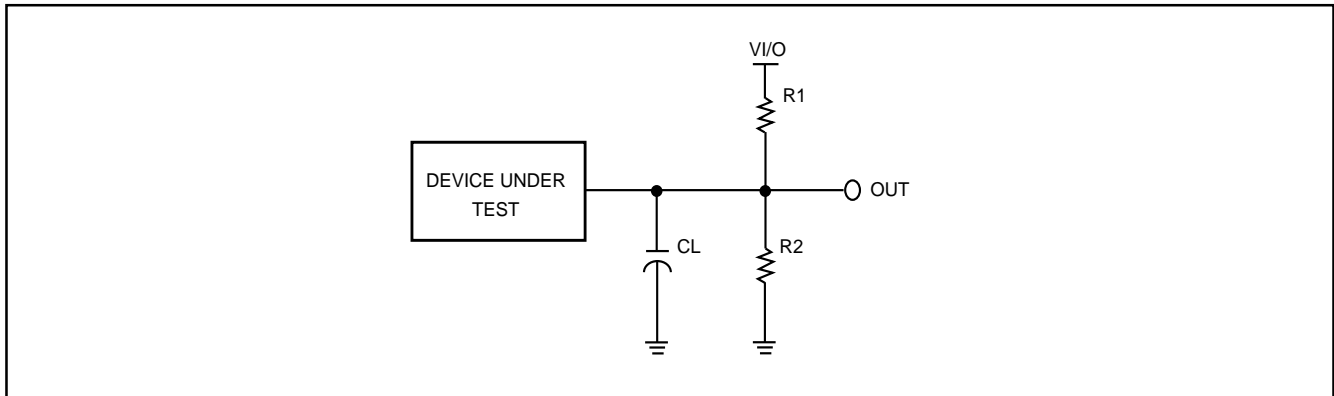 VI/O
R1
DEVICE UNDER
TEST
OUT
CL
R2